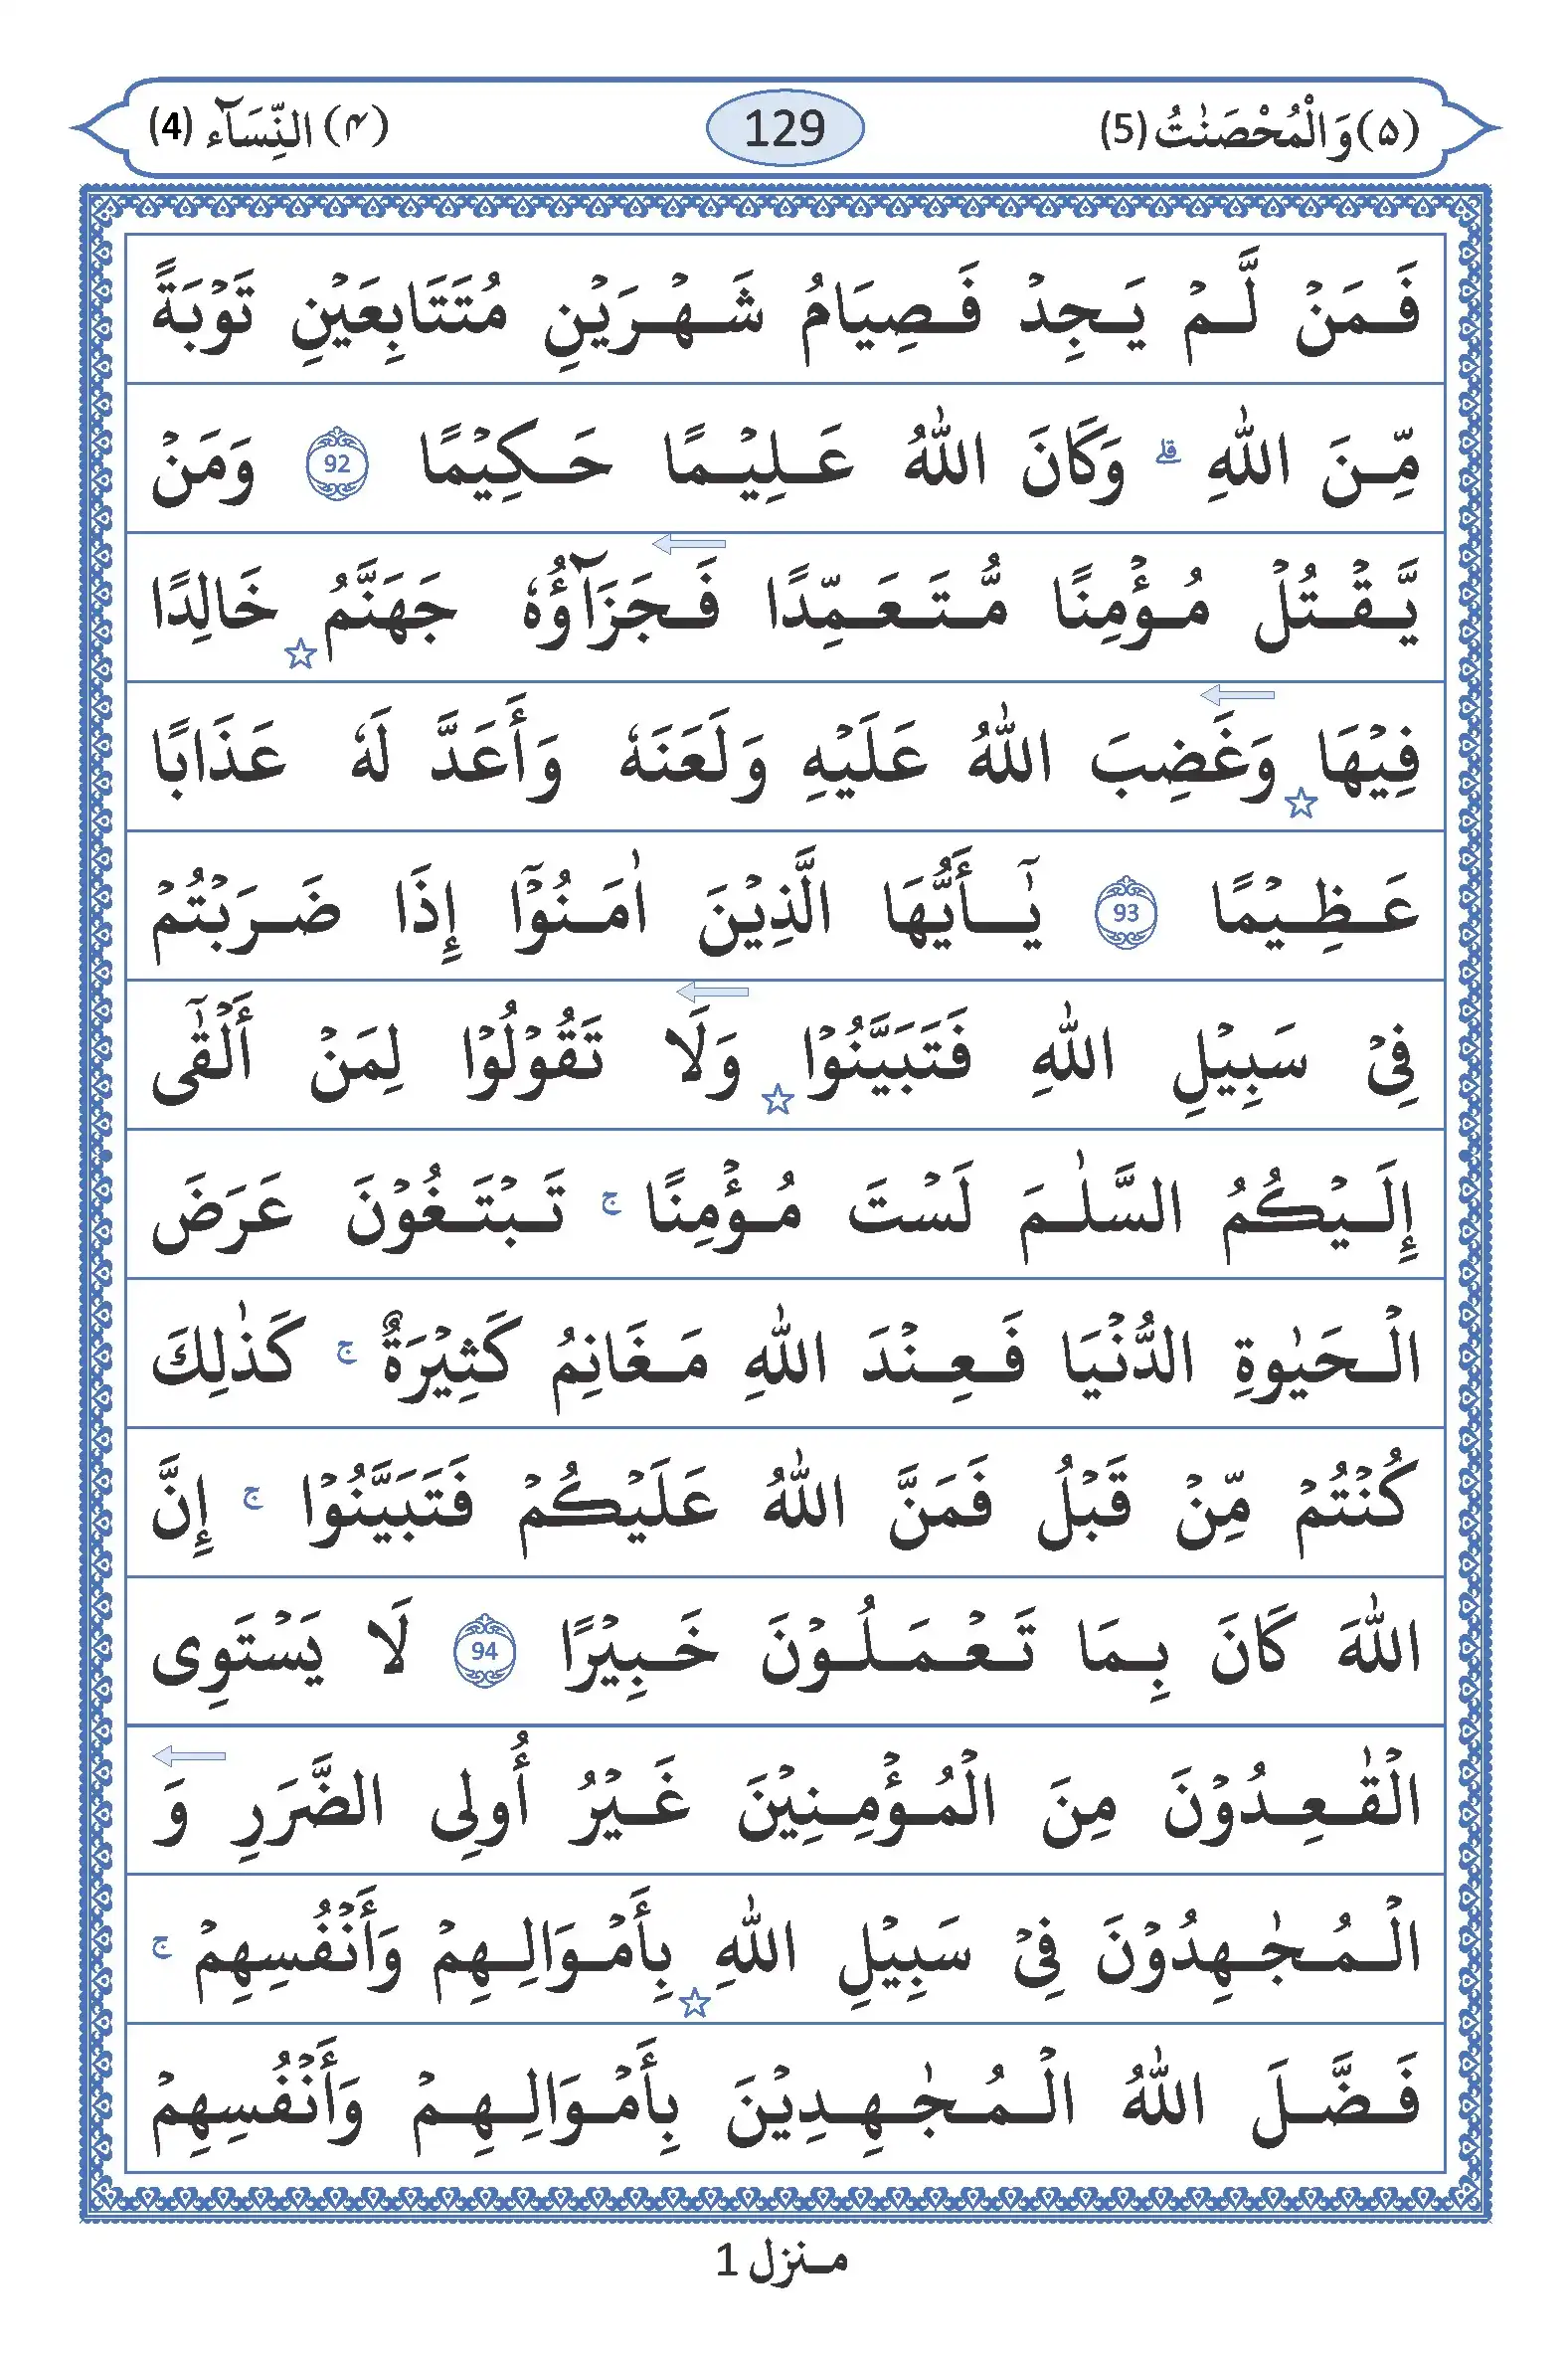 (۵) وَالْمُحْصَنٰتُ (5) 129 (۴) النِّسَآء (4)
فَمَنْ لَّمْ يَجِدْ فَصِيَامُ شَهْرَيْنِ مُتَتَابِعَيْنِ تَوْبَةً
مِّنَ اللّٰهِ ۗ وَكَانَ اللّٰهُ عَلِيْمًا حَكِيْمًا 92 وَمَنْ
يَّقْتُلْ مُؤْمِنًا مُّتَعَمِّدًا فَجَزَآؤُهٗ جَهَنَّمُ ☆ خَالِدًا
فِيْهَا ☆ وَغَضِبَ اللّٰهُ عَلَيْهِ وَلَعَنَهٗ وَأَعَدَّ لَهٗ عَذَابًا
عَظِيْمًا 93 يٰٓأَيُّهَا الَّذِيْنَ اٰمَنُوْٓا إِذَا ضَرَبْتُمْ
فِيْ سَبِيْلِ اللّٰهِ فَتَبَيَّنُوْا ☆ وَلَا تَقُوْلُوْا لِمَنْ أَلْقٰٓى
إِلَيْكُمُ السَّلٰمَ لَسْتَ مُؤْمِنًا ۚ تَبْتَغُوْنَ عَرَضَ
الْحَيٰوةِ الدُّنْيَا فَعِنْدَ اللّٰهِ مَغَانِمُ كَثِيْرَةٌ ۚ كَذٰلِكَ
كُنْتُمْ مِّنْ قَبْلُ فَمَنَّ اللّٰهُ عَلَيْكُمْ فَتَبَيَّنُوْا ۚ إِنَّ
اللّٰهَ كَانَ بِمَا تَعْمَلُوْنَ خَبِيْرًا 94 لَا يَسْتَوِى
الْقٰعِدُوْنَ مِنَ الْمُؤْمِنِيْنَ غَيْرُ أُولِى الضَّرَرِ وَ
الْمُجٰهِدُوْنَ فِيْ سَبِيْلِ اللّٰهِ ☆ بِأَمْوَالِهِمْ وَأَنْفُسِهِمْ ۚ
فَضَّلَ اللّٰهُ الْمُجٰهِدِيْنَ بِأَمْوَالِهِمْ وَأَنْفُسِهِمْ
منزل 1